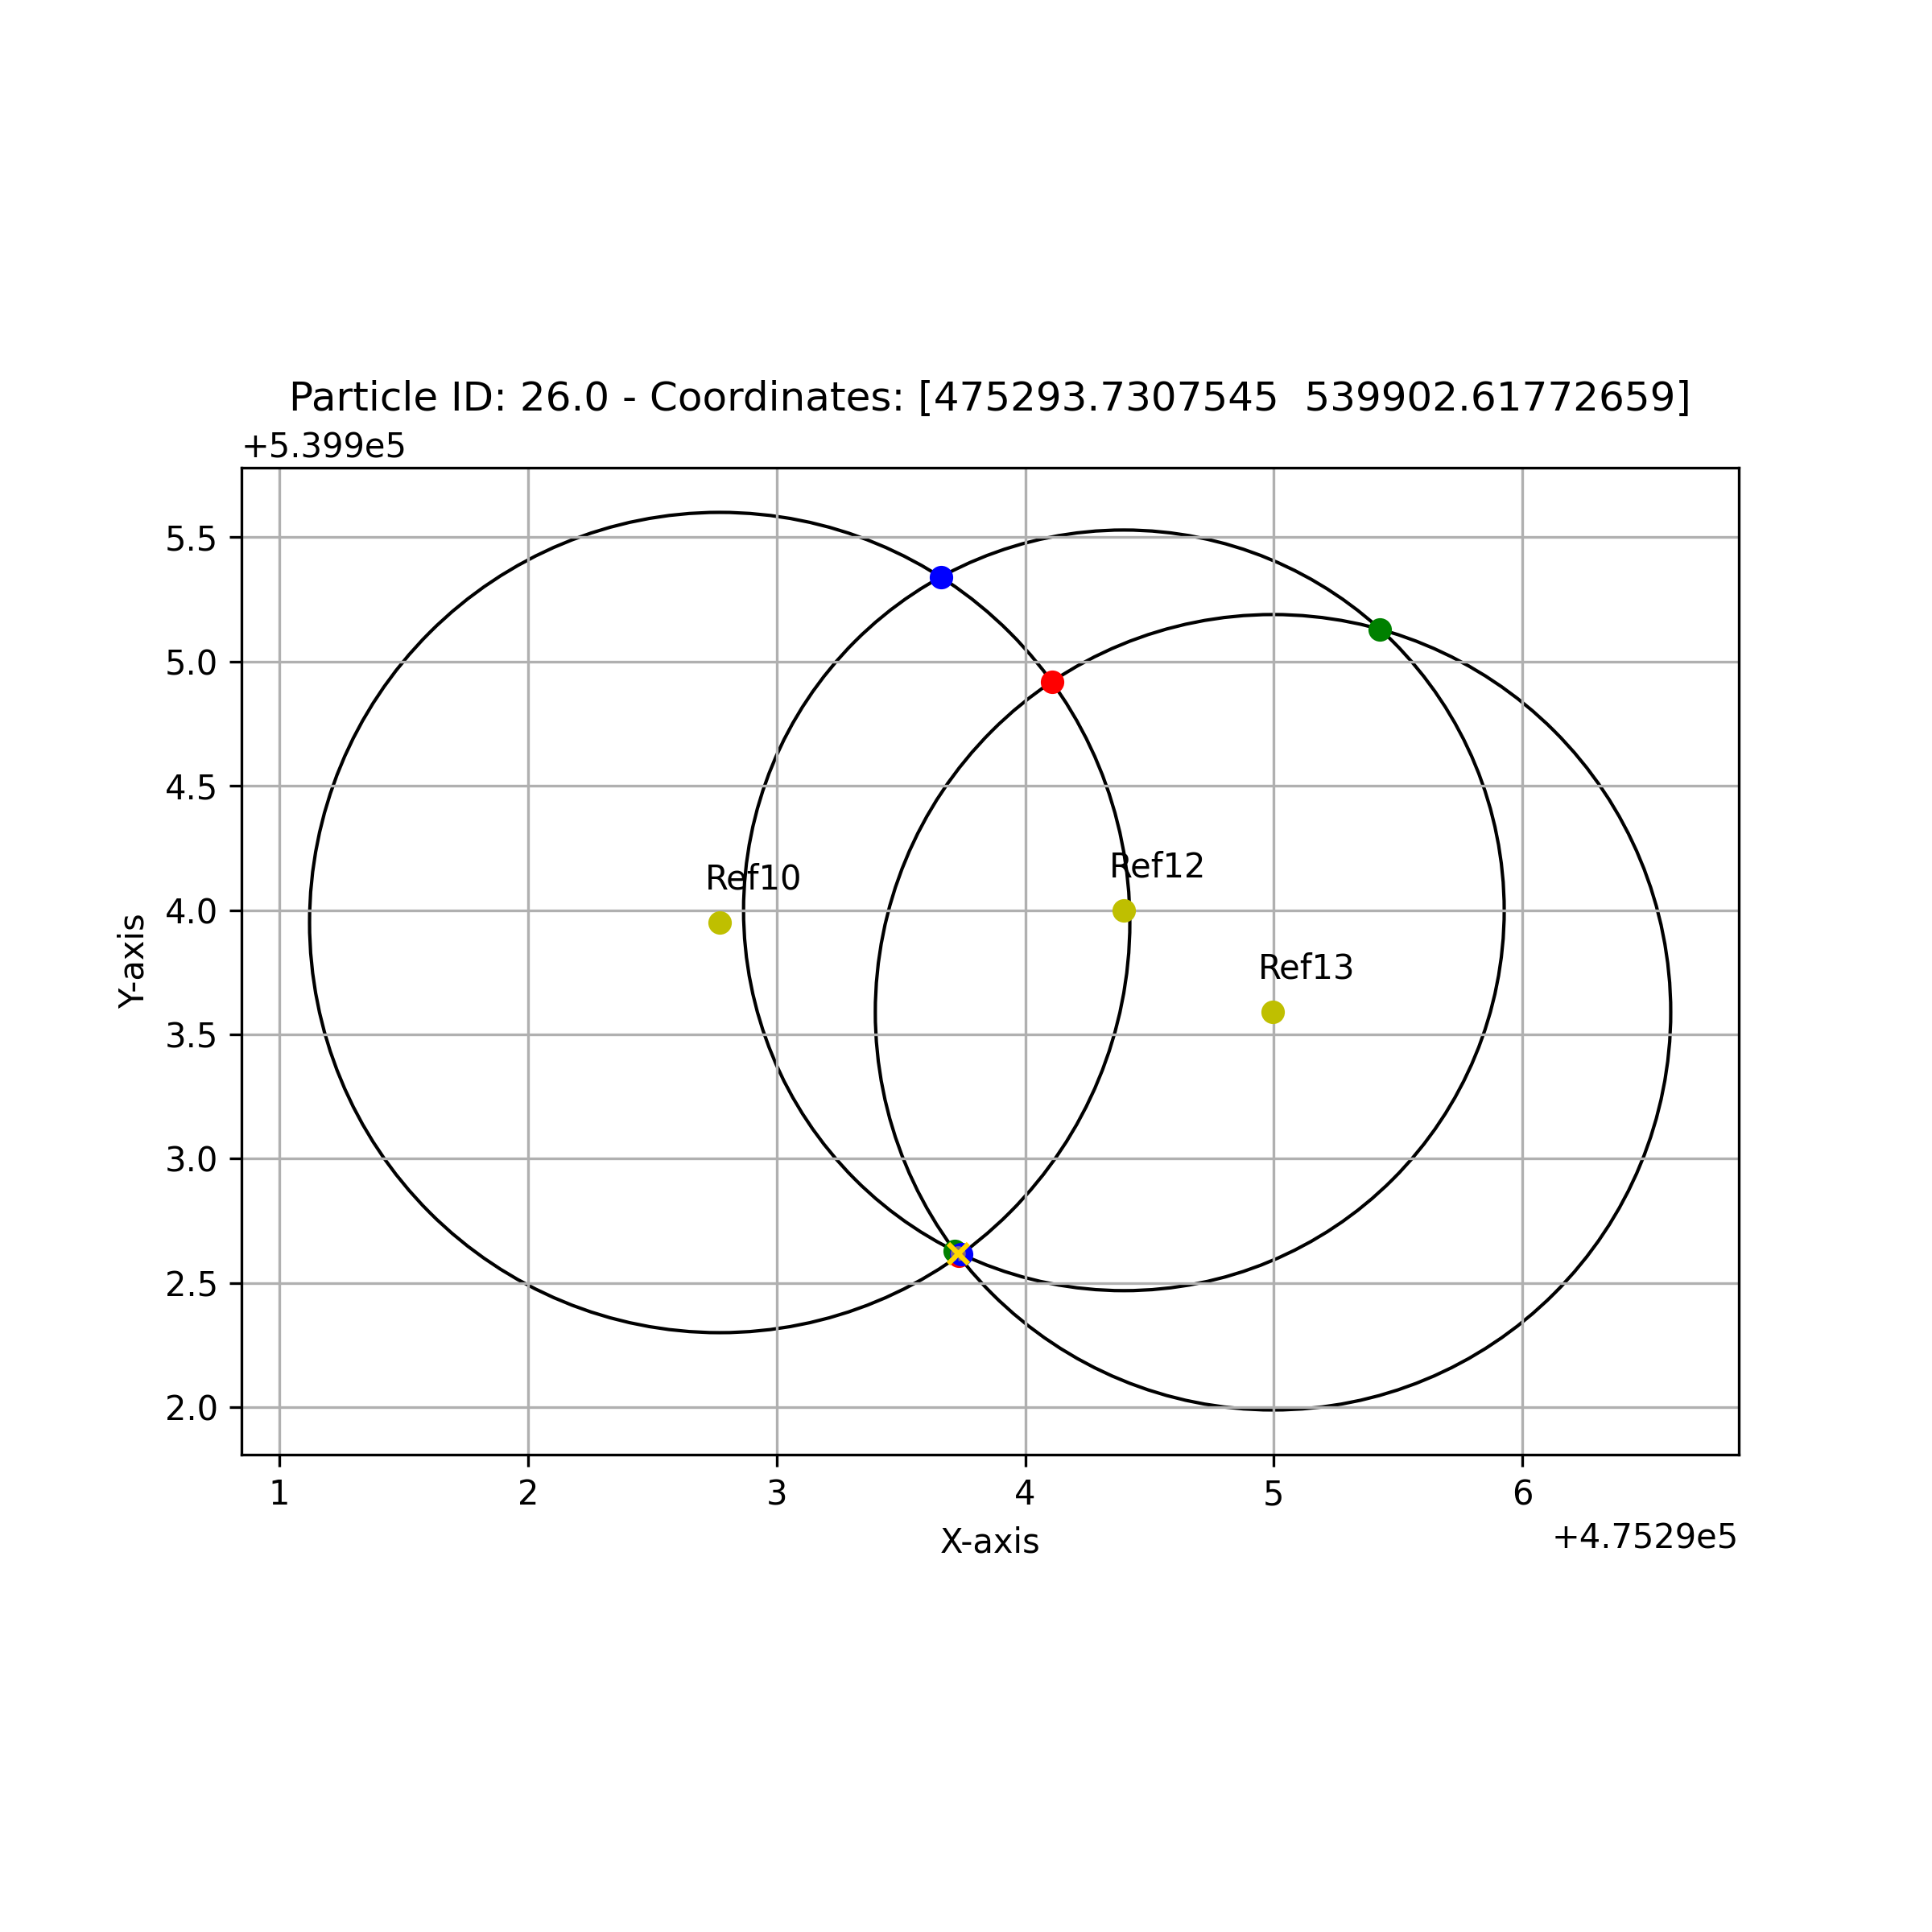 Particle ID: 26.0 - Coordinates: [475293.7307545  539902.61772659]
+5.399e5
5.5
5.0
4.5
Ref12
Ref10
4.0
Y-axis
Ref13
3.5
3.0
2.5
2.0
1 2 3 4 5 6
X-axis
+4.7529e5